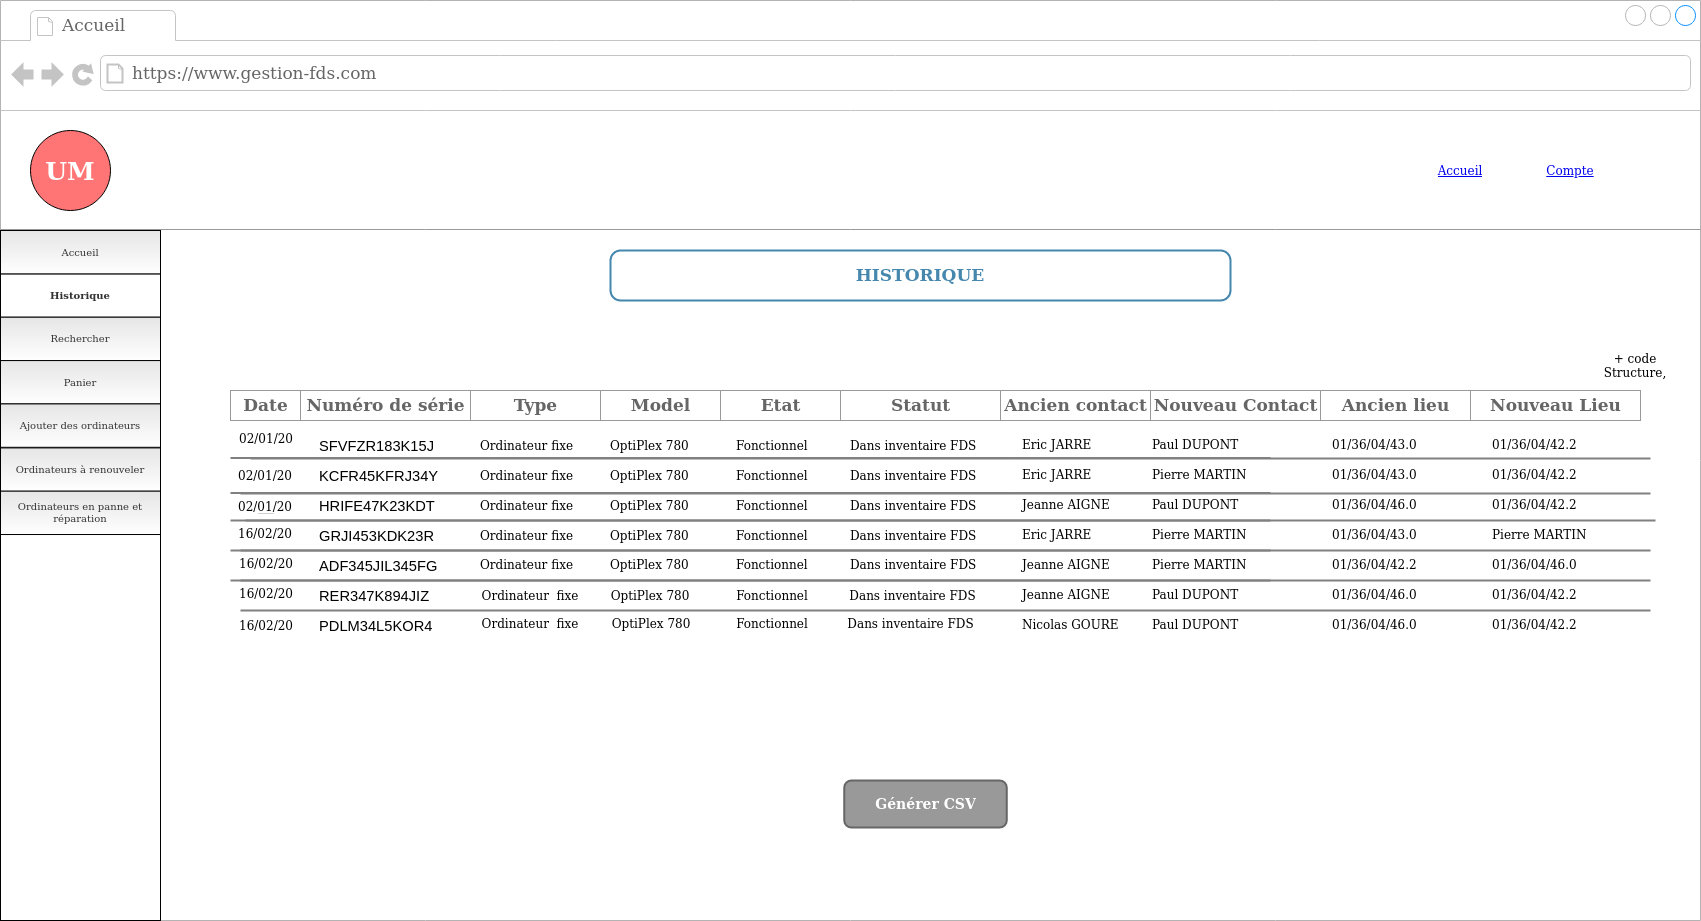 Accueil
https://www.gestion-fds.com
UM
Accueil Compte
Accueil
Historique
Rechercher
Panier
Ajouter des ordinateurs
Ordinateurs à renouveler
Ordinateurs en panne et
réparation
HISTORIQUE
+ code
Structure,
Date Numéro de série Type Model Etat Statut Ancien contact Nouveau Contact Ancien lieu Nouveau Lieu
02/01/20 SFVFZR183K15J Ordinateur fixe OptiPlex 780 Fonctionnel Dans inventaire FDS Eric JARRE Paul DUPONT 01/36/04/43.0 01/36/04/42.2
02/01/20 KCFR45KFRJ34Y Ordinateur fixe OptiPlex 780 Fonctionnel Dans inventaire FDS Eric JARRE Pierre MARTIN 01/36/04/43.0 01/36/04/42.2
02/01/20 HRIFE47K23KDT Ordinateur fixe OptiPlex 780 Fonctionnel Dans inventaire FDS Jeanne AIGNE Paul DUPONT 01/36/04/46.0 01/36/04/42.2
16/02/20 GRJI453KDK23R Ordinateur fixe OptiPlex 780 Fonctionnel Dans inventaire FDS Eric JARRE Pierre MARTIN 01/36/04/43.0 Pierre MARTIN
16/02/20 ADF345JIL345FG Ordinateur fixe OptiPlex 780 Fonctionnel Dans inventaire FDS Jeanne AIGNE Pierre MARTIN 01/36/04/42.2 01/36/04/46.0
16/02/20 RER347K894JIZ Ordinateur fixe OptiPlex 780 Fonctionnel Dans inventaire FDS Jeanne AIGNE Paul DUPONT 01/36/04/46.0 01/36/04/42.2
16/02/20 PDLM34L5KOR4 Ordinateur fixe OptiPlex 780 Fonctionnel Dans inventaire FDS Nicolas GOURE Paul DUPONT 01/36/04/46.0 01/36/04/42.2
Générer CSV